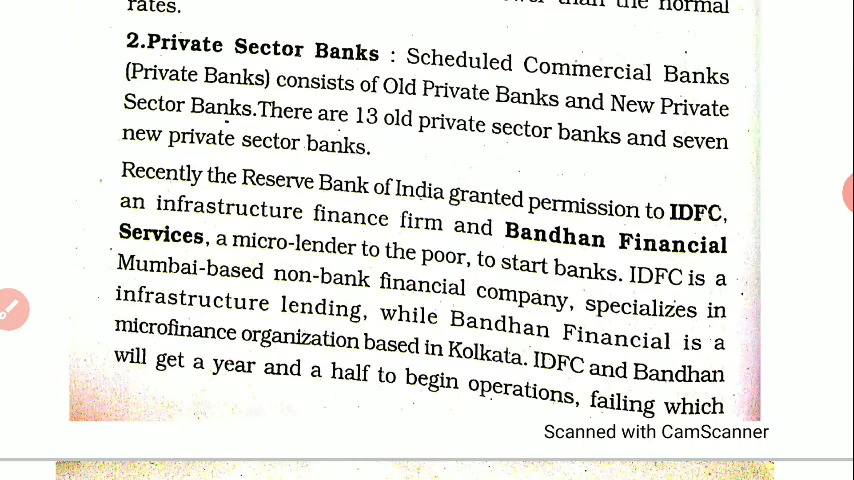 rates.
than the normal
2.Private Sector Banks : Scheduled Commercial Banks
(Private Banks) consists of Old Private Banks and New Private
Sector Banks.There are 13 old private sector banks and seven
new private sector banks.
Recently the Reserve Bank of India granted permission to IDFC,
an infrastructure finance firm and Bandhan Financial
Services, a micro-lender to the poor, to start banks. IDFC is a
Mumbai-based non-bank financial company, specializes in
infrastructure lending, while Bandhan Financial is a
microfinance organization based in Kolkata. IDFC and Bandhan
will get a year and a half to begin operations, failing which
Scanned with CamScanner